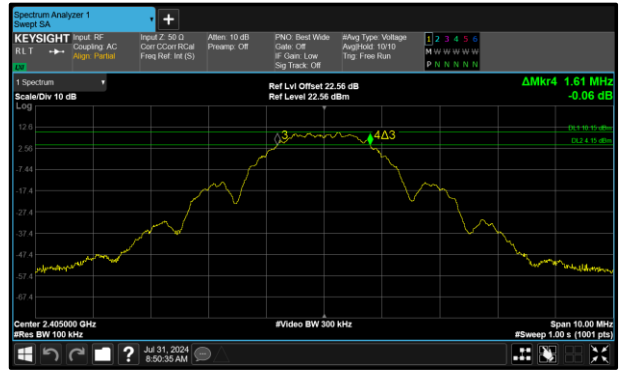 Spectrum Analyzer 1
Swept SA
+
KEYSIGHT
RLT
LXI
Input: RF
Coupling: AC
Align: Partial
Input Z: 50 Ω
Corr CCorr RCal
Freq Ref: Int (S)
Atten: 10 dB
Preamp: Off
PNO: Best Wide
Gate: Off
IF Gain: Low
Sig Track: Off
#Avg Type: Voltage
Avg|Hold: 10/10
Trig: Free Run
1 2 3 4 5 6
M W W W W W
P N N N N N
1 Spectrum
Scale/Div 10 dB
Log
Ref Lvl Offset 22.56 dB
Ref Level 22.56 dBm
ΔMkr4 1.61 MHz
-0.06 dB
12.6
2.56
-7.44
-17.4
-27.4
-37.4
-47.4
-57.4
-67.4
3
4Δ3
DL1 10.15 dBm
DL2 4.15 dBm
Center 2.405000 GHz
#Res BW 100 kHz
#Video BW 300 kHz
Span 10.00 MHz
#Sweep 1.00 s (1001 pts)
?
Jul 31, 2024
8:50:35 AM